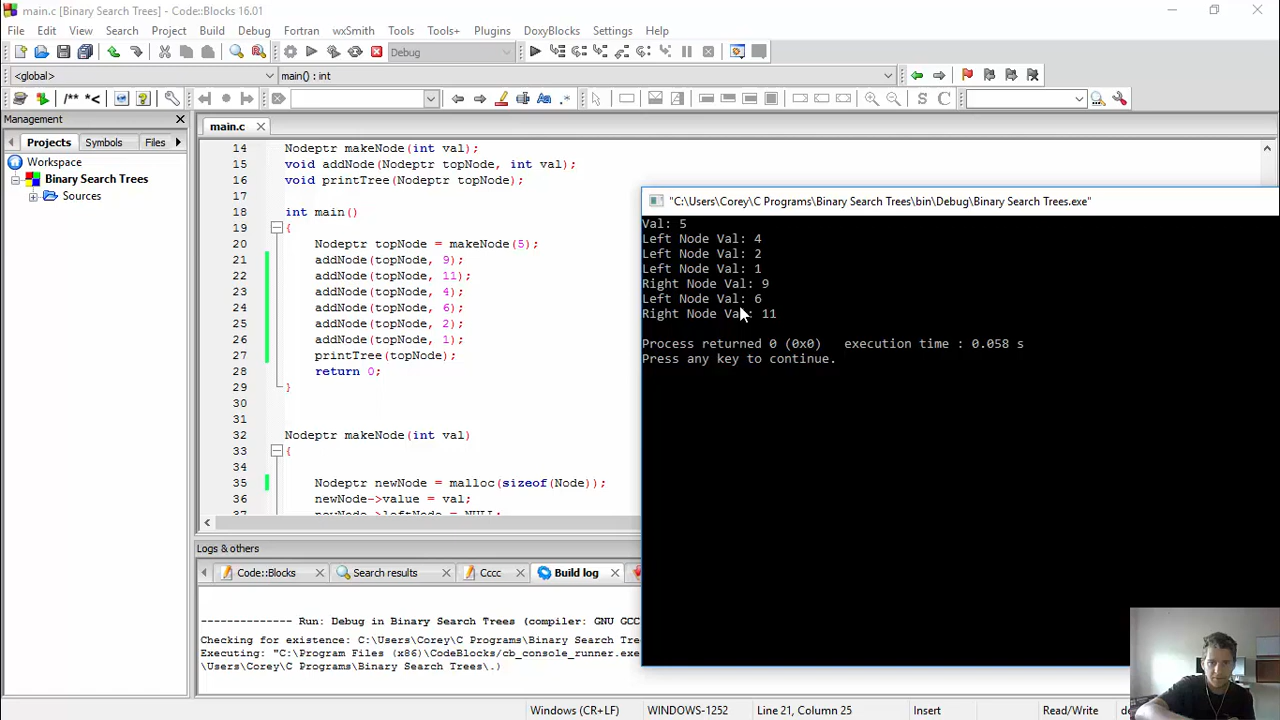 main.c [Binary Search Trees] - Code::Blocks 16.01
File Edit View Search Project Build Debug Fortran wxSmith Tools Tools+ Plugins DoxyBlocks Settings Help
Debug
<global>
main() : int
/** *<
S C
Management
Projects Symbols Files
Workspace
Binary Search Trees
Sources
main.c
14 Nodeptr makeNode(int val);
15 void addNode(Nodeptr topNode, int val);
16 void printTree(Nodeptr topNode);
17
18 int main()
19 {
20 Nodeptr topNode = makeNode(5);
21 addNode(topNode, 9);
22 addNode(topNode, 11);
23 addNode(topNode, 4);
24 addNode(topNode, 6);
25 addNode(topNode, 2);
26 addNode(topNode, 1);
27 printTree(topNode);
28 return 0;
29 }
30
31
32 Nodeptr makeNode(int val)
33 {
34
35 Nodeptr newNode = malloc(sizeof(Node));
36 newNode->value = val;
37 newNode->leftNode = NULL;
"C:\Users\Corey\C Programs\Binary Search Trees\bin\Debug\Binary Search Trees.exe"
Val: 5
Left Node Val: 4
Left Node Val: 2
Left Node Val: 1
Right Node Val: 9
Left Node Val: 6
Right Node Val: 11
Process returned 0 (0x0) execution time : 0.058 s
Press any key to continue.
Logs & others
Code::Blocks Search results Cccc Build log
-------------- Run: Debug in Binary Search Trees (compiler: GNU GCC
Checking for existence: C:\Users\Corey\C Programs\Binary Search Tre
Executing: "C:\Program Files (x86)\CodeBlocks/cb_console_runner.exe
\Users\Corey\C Programs\Binary Search Trees\.)
Windows (CR+LF) WINDOWS-1252 Line 21, Column 25 Insert Read/Write de